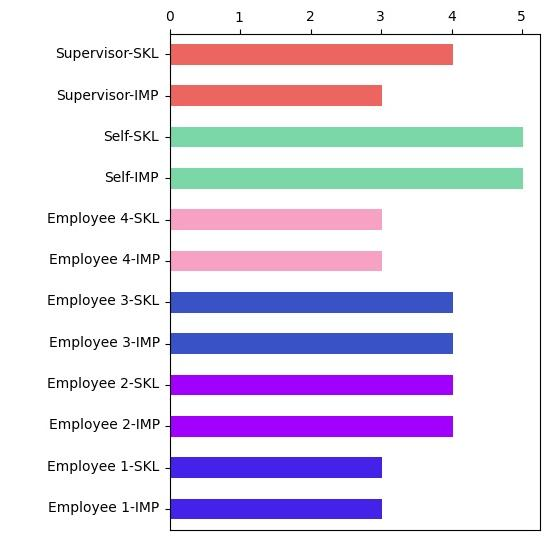 0 1 2 3 4 5
Supervisor-SKL
Supervisor-IMP
Self-SKL
Self-IMP
Employee 4-SKL
Employee 4-IMP
Employee 3-SKL
Employee 3-IMP
Employee 2-SKL
Employee 2-IMP
Employee 1-SKL
Employee 1-IMP